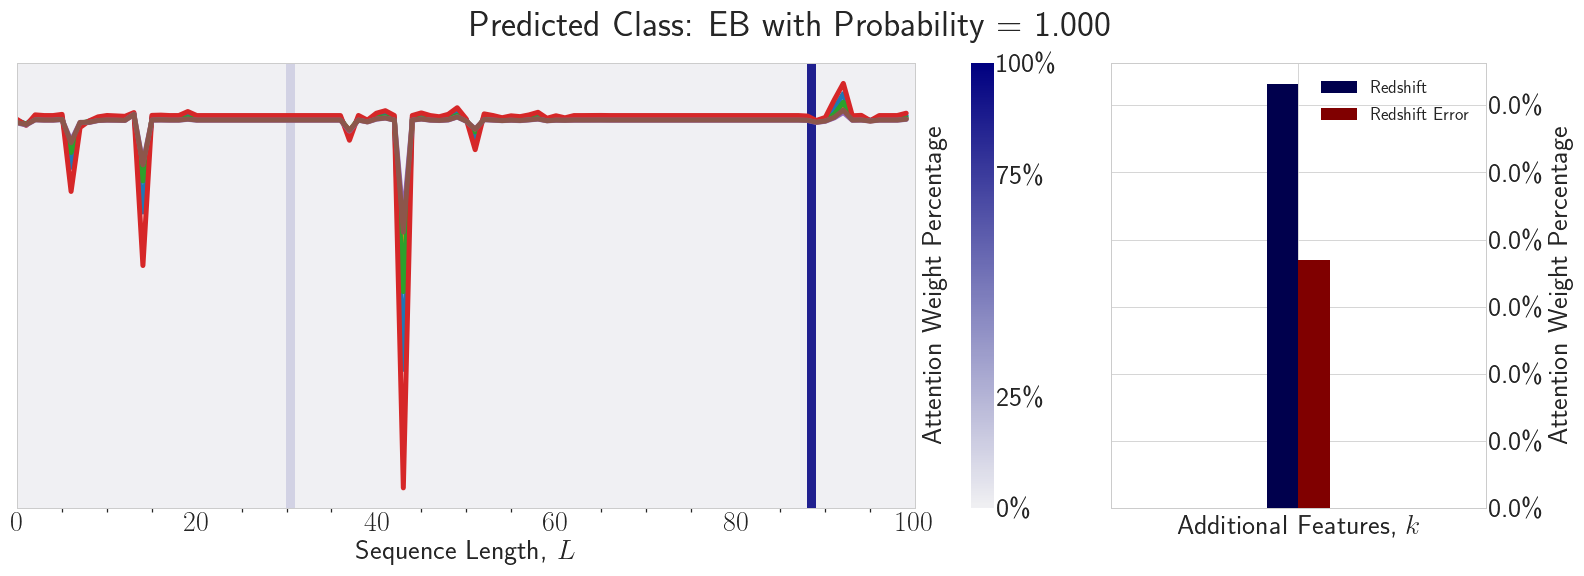 Predicted Class: EB with Probability = 1.000
0
20
40
60
80
100
Sequence Length, L
Attention Weight Percentage
100%
75%
25%
0%
Redshift
Redshift Error
0.0%
0.0%
0.0%
0.0%
0.0%
0.0%
0.0%
Attention Weight Percentage
Additional Features, k